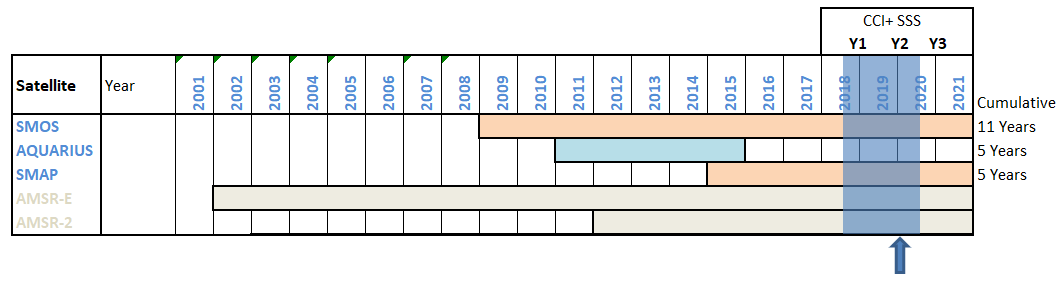 CCI+ SSS
Y1 Y2 Y3
Satellite Year 2001 2002 2003 2004 2005 2006 2007 2008 2009 2010 2011 2012 2013 2014 2015 2016 2017 2018 2019 2020 2021 Cumulative
SMOS 11 Years
AQUARIUS 5 Years
SMAP 5 Years
AMSR-E
AMSR-2